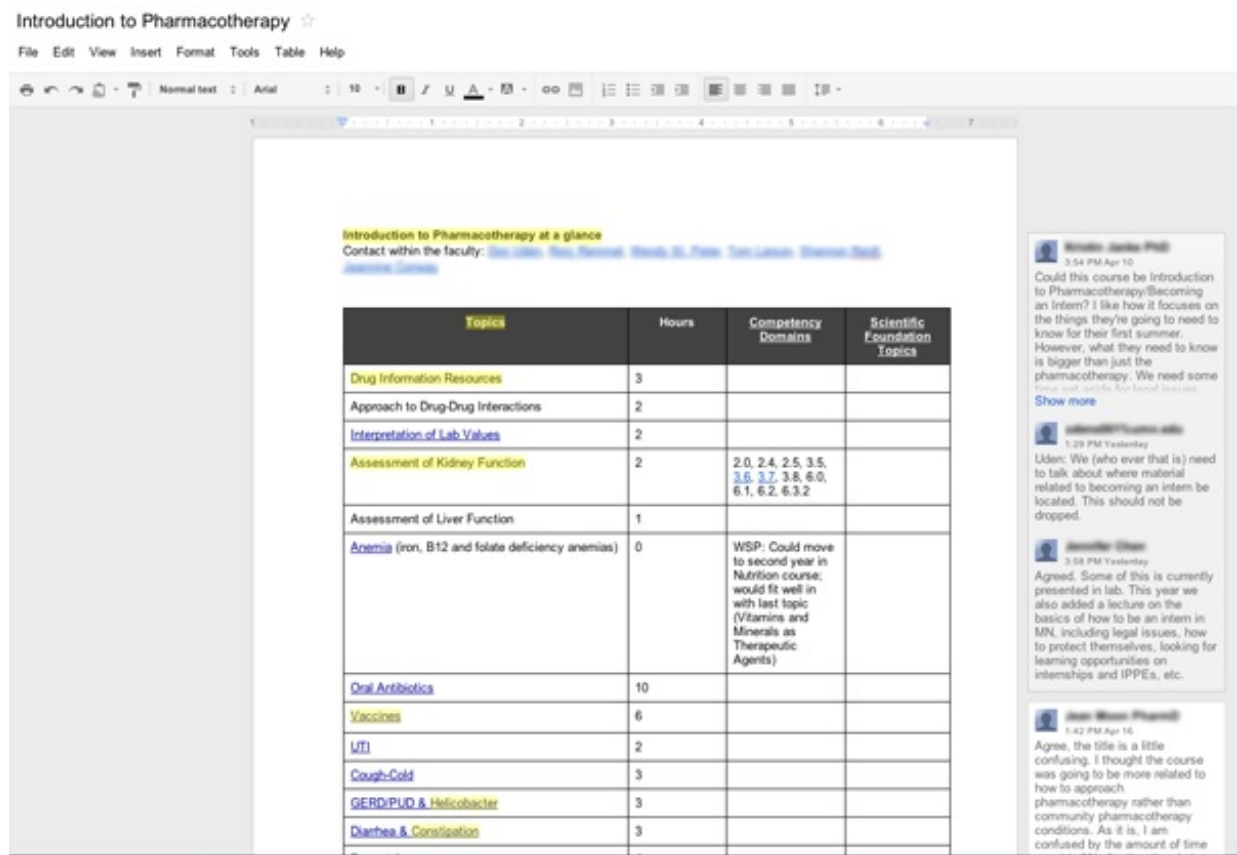 Introduction to Pharmacotherapy
File Edit View Insert Format Tools Table Help
Normal text Arial 10 B I U A
1 1 2 3 4 5 6 7
Introduction to Pharmacotherapy at a glance
Contact within the faculty:
Topics Hours Competency Domains Scientific Foundation Topics
Drug Information Resources 3
Approach to Drug-Drug Interactions 2
Interpretation of Lab Values 2
Assessment of Kidney Function 2 2.0, 2.4, 2.5, 3.5,
3.6, 3.7, 3.8, 6.0,
6.1, 6.2, 6.3.2
Assessment of Liver Function 1
Anemia (iron, B12 and folate deficiency anemias) 0 WSP: Could move
to second year in
Nutrition course;
would fit well in
with last topic
(Vitamins and
Minerals as
Therapeutic
Agents)
Oral Antibiotics 10
Vaccines 6
UTI 2
Cough-Cold 3
GERD/PUD & Helicobacter 3
Diarrhea & Constipation 3
3:54 PM Apr 10
Could this course be Introduction
to Pharmacotherapy/Becoming
an Intern? I like how it focuses on
the things they're going to need to
know for their first summer.
However, what they need to know
is bigger than just the
pharmacotherapy. We need some
time set aside for legal issues
Show more
1:29 PM Yesterday
Uden: We (who ever that is) need
to talk about where material
related to becoming an intern be
located. This should not be
dropped.
3:58 PM Yesterday
Agreed. Some of this is currently
presented in lab. This year we
also added a lecture on the
basics of how to be an intern in
MN, including legal issues, how
to protect themselves, looking for
learning opportunities on
internships and IPPEs, etc.
1:42 PM Apr 16
Agree, the title is a little
confusing. I thought the course
was going to be more related to
how to approach
pharmacotherapy rather than
community pharmacotherapy
conditions. As it is, I am
confused by the amount of time